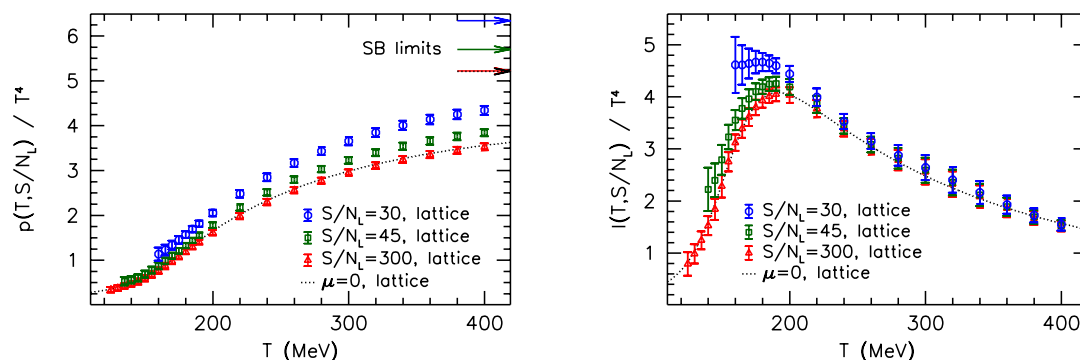 p(T,S/N_L) / T⁴
6
5
4
3
2
1
SB limits
S/N_L=30, lattice
S/N_L=45, lattice
S/N_L=300, lattice
μ=0, lattice
200
300
400
T (MeV)
I(T,S/N_L) / T⁴
5
4
3
2
1
S/N_L=30, lattice
S/N_L=45, lattice
S/N_L=300, lattice
μ=0, lattice
200
300
400
T (MeV)